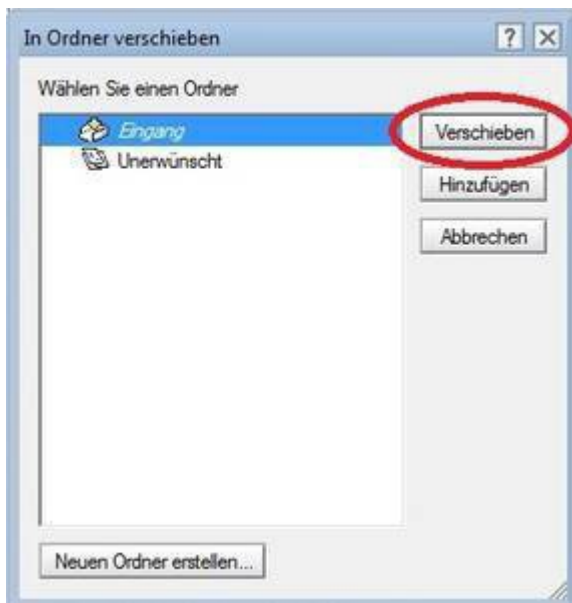 In Ordner verschieben
Wählen Sie einen Ordner
Eingang
Unerwünscht
Verschieben
Hinzufügen
Abbrechen
Neuen Ordner erstellen...